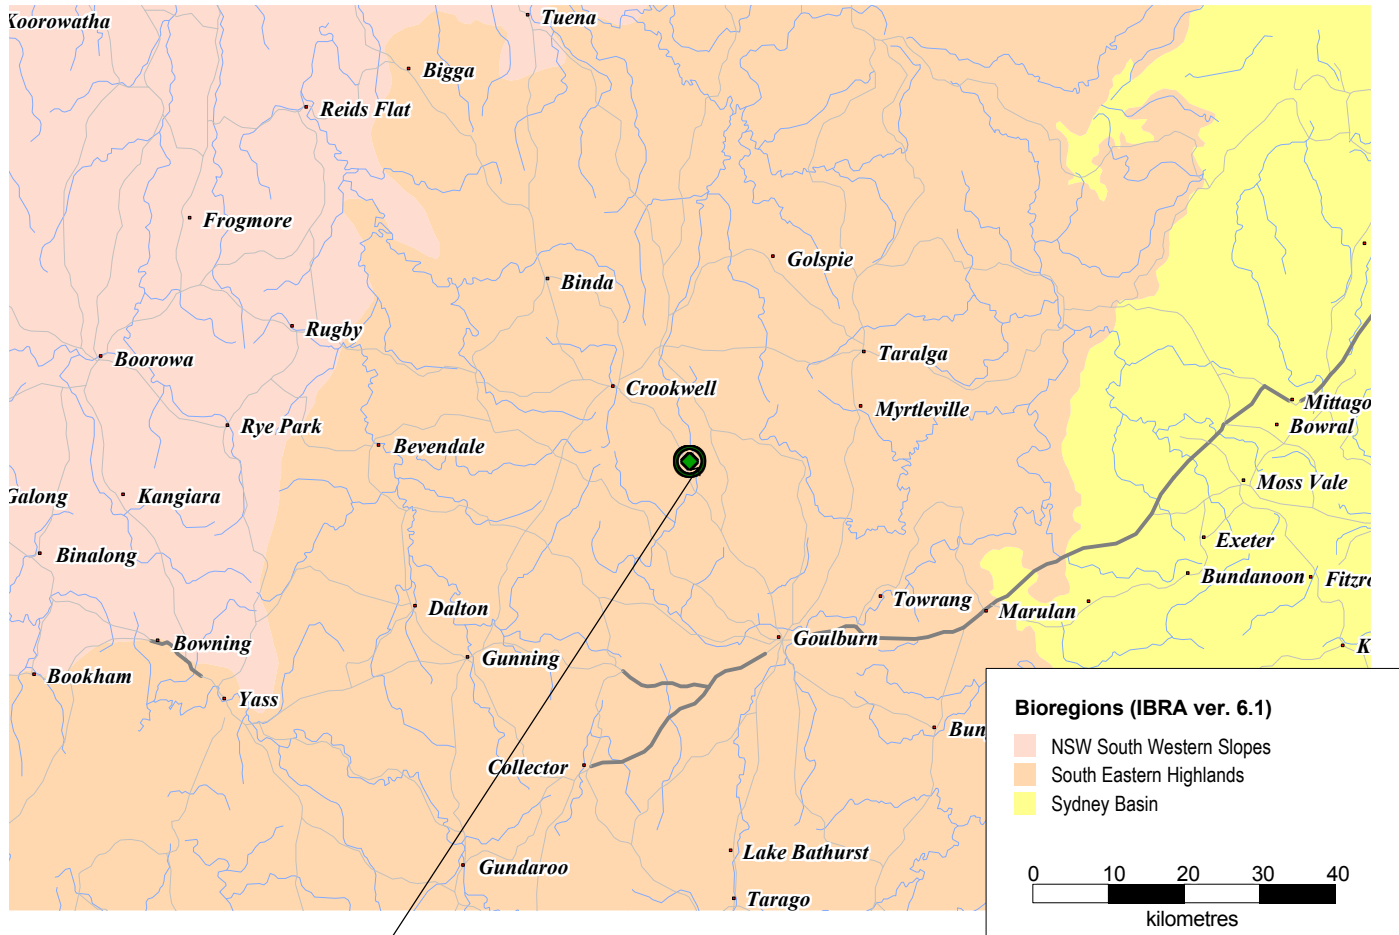 Koorowatha
Tuena
Bigga
Reids Flat
Frogmore
Golspie
Binda
Rugby
Boorowa
Taralga
Crookwell
Mittago
Myrtleville
Bowral
Rye Park
Bevendale
Moss Vale
Galong
Kangiara
Exeter
Binalong
Bundanoon
Fitzro
Dalton
Towrang
Marulan
Goulburn
Bowning
K
Gunning
Bookham
Yass
Bun
Collector
Lake Bathurst
Gundaroo
Tarago
Bioregions (IBRA ver. 6.1)
NSW South Western Slopes
South Eastern Highlands
Sydney Basin
0 10 20 30 40
kilometres